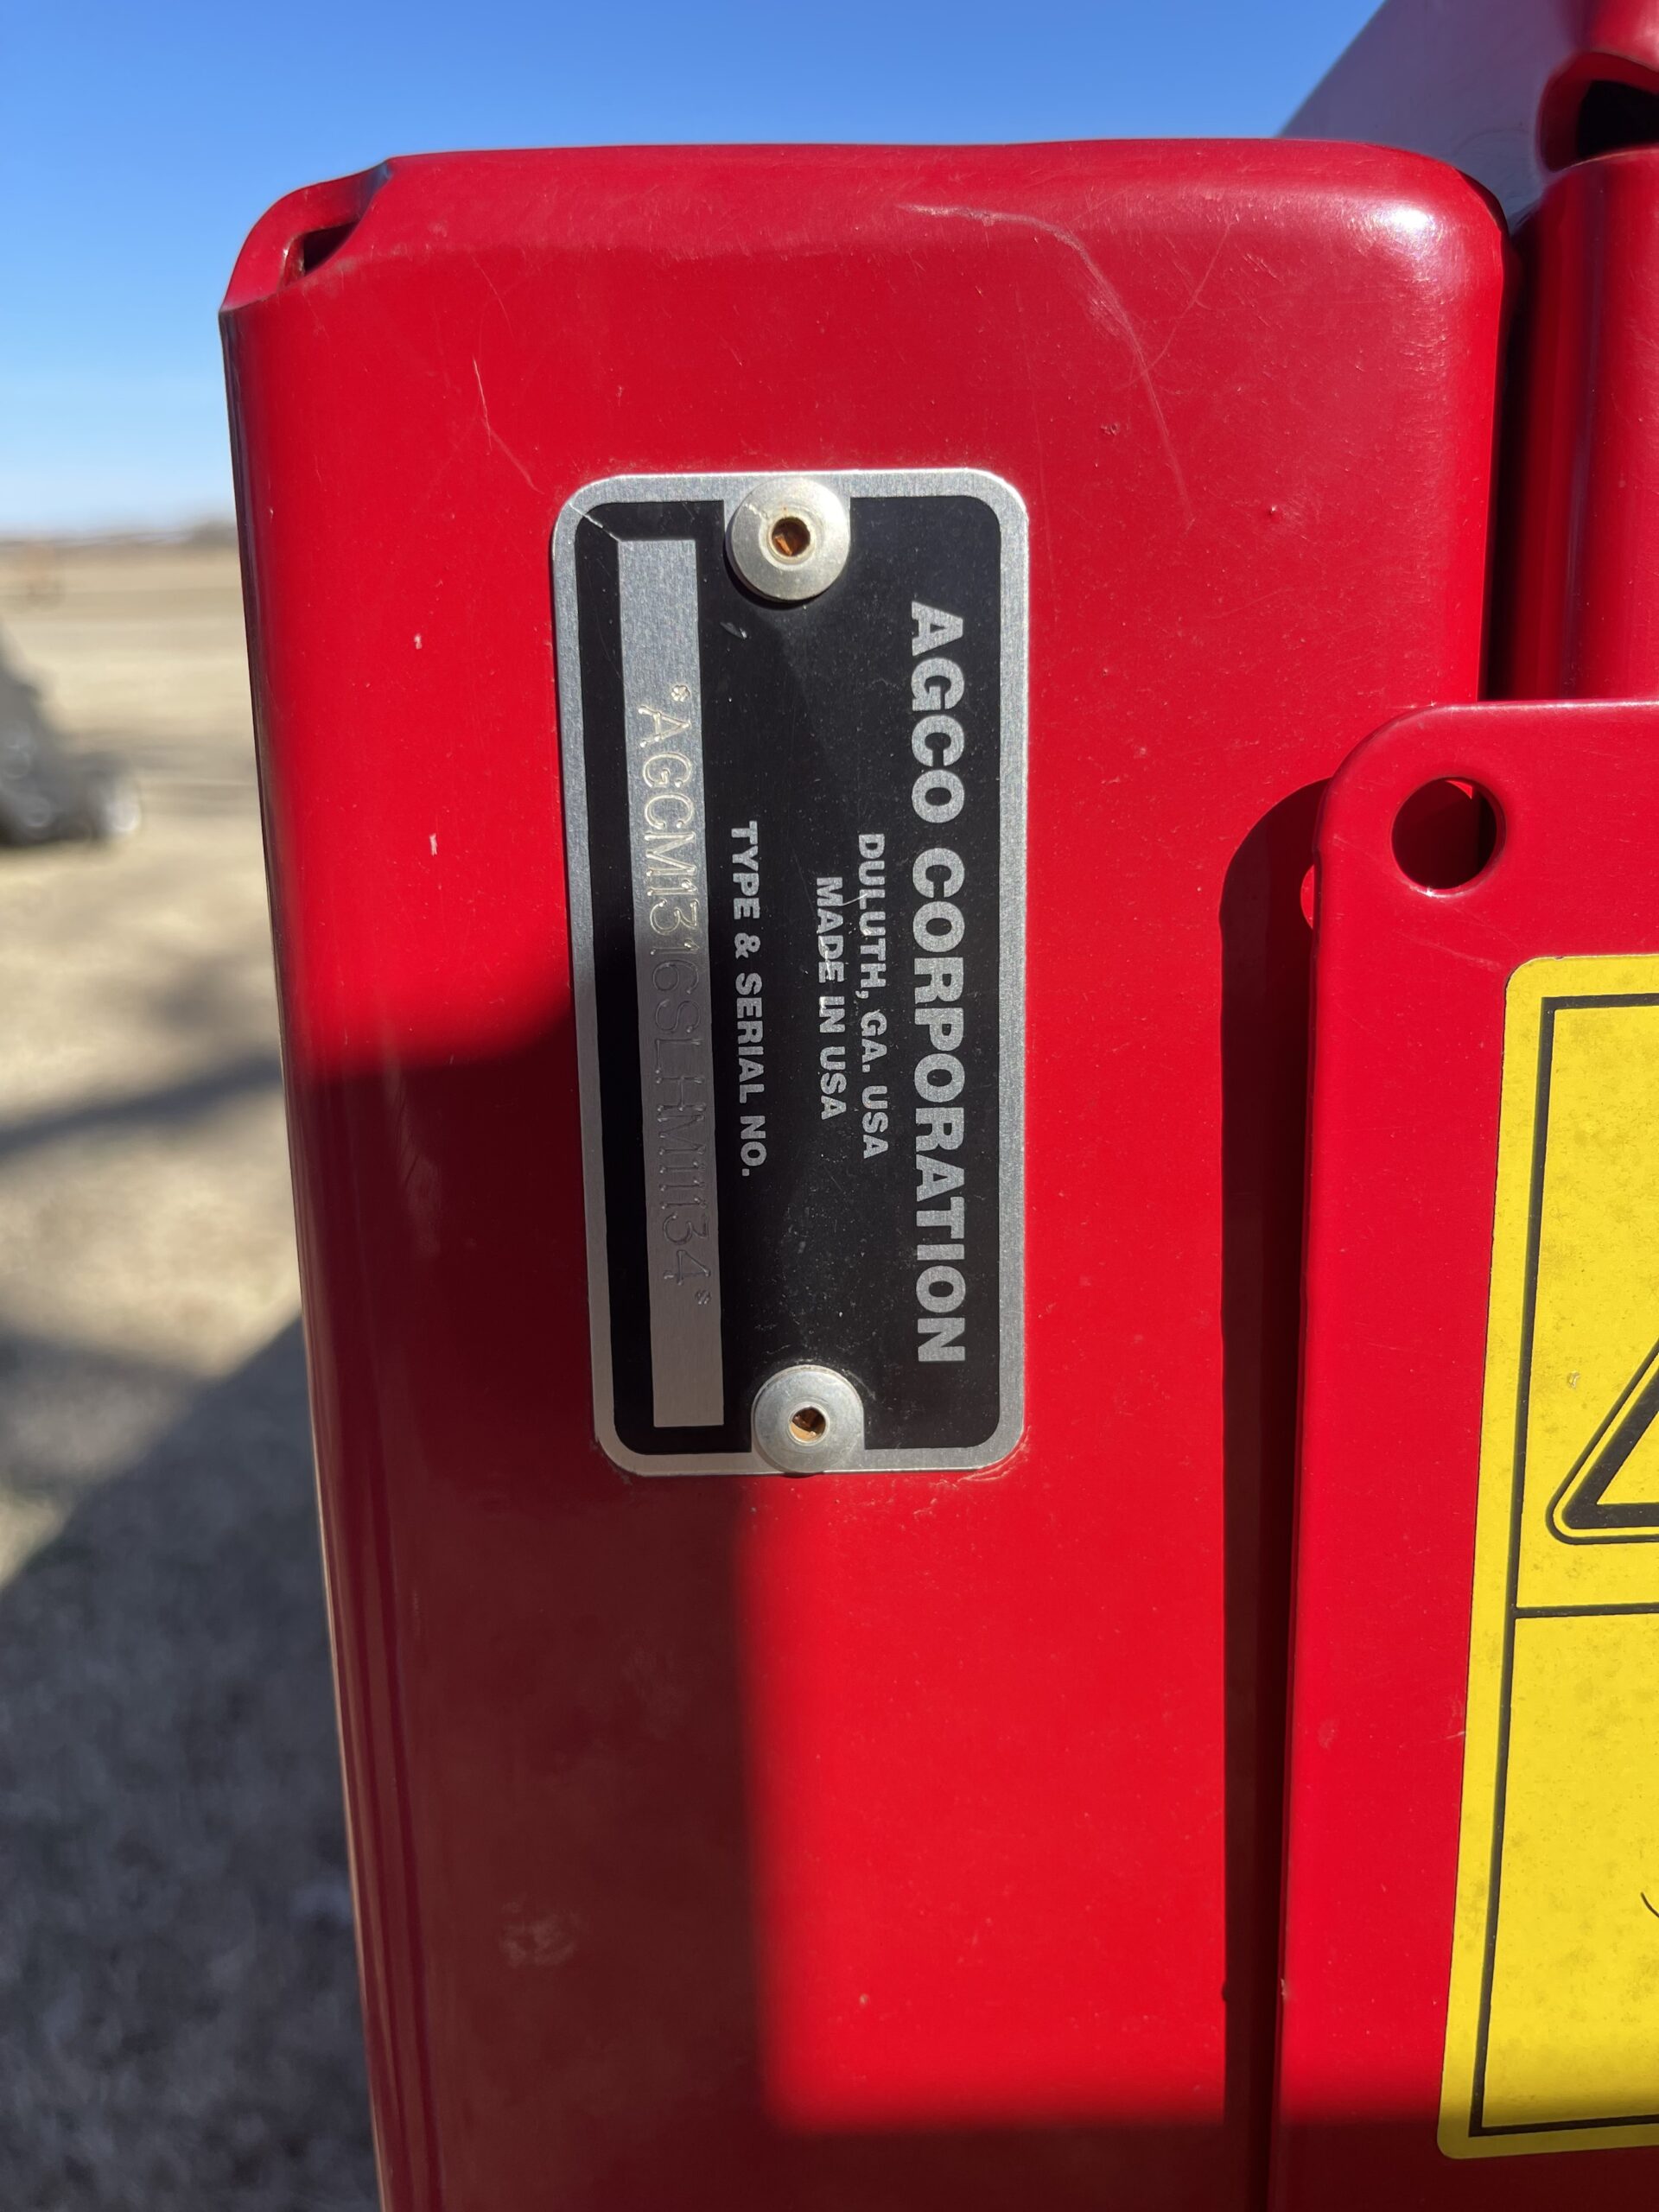 AGCO CORPORATION
DULUTH, GA. USA
MADE IN USA
TYPE & SERIAL NO.
*AGCM1316SLHM11134*